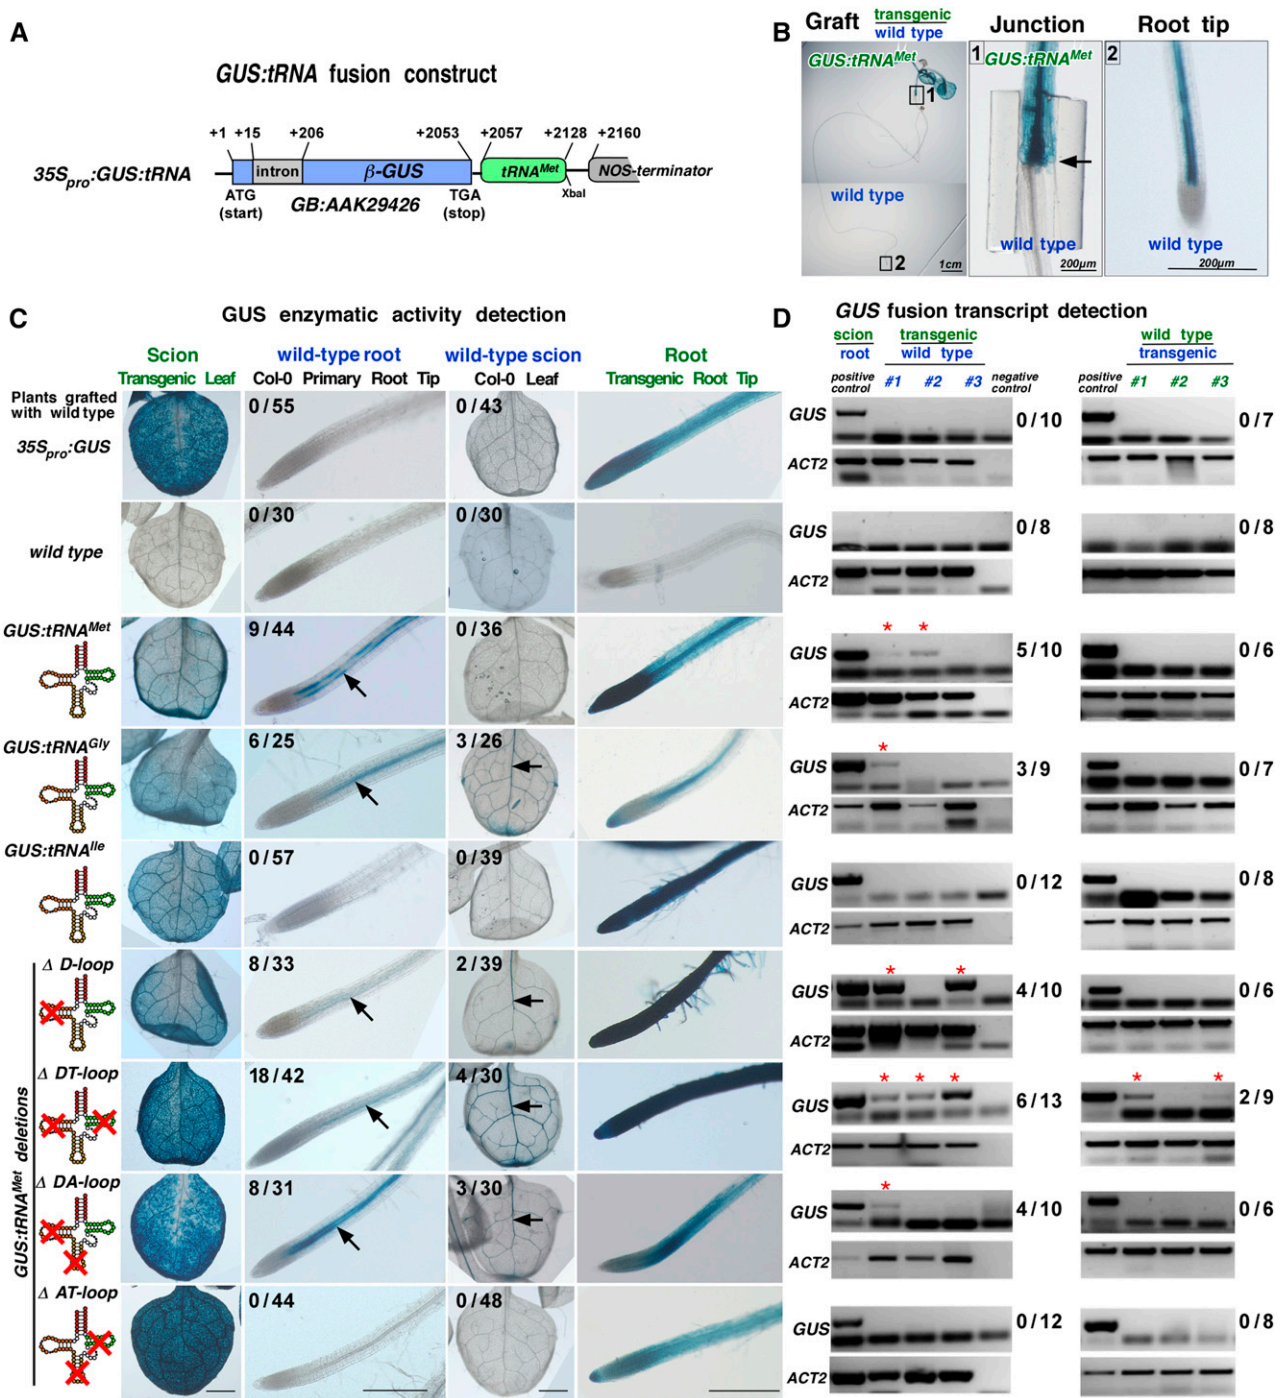 A
GUS:tRNA fusion construct
+1 +15 +206 +2053 +2057 +2128 +2160
35Spro:GUS:tRNA
intron β-GUS tRNAMet NOS-terminator
XbaI
ATG (start)
GB:AAK29426
TGA (stop)
B
Graft transgenic / wild type
Junction
Root tip
GUS:tRNAMet
1
wild type
2
1cm
1
GUS:tRNAMet
wild type
200µm
2
wild type
200µm
C
GUS enzymatic activity detection
Scion wild-type root wild-type scion Root
Transgenic Leaf Col-0 Primary Root Tip Col-0 Leaf Transgenic Root Tip
Plants grafted with wild type
35Spro:GUS
0/55 0/43
wild type
0/30 0/30
GUS:tRNAMet
9/44 0/36
GUS:tRNAGly
6/25 3/26
GUS:tRNAIle
0/57 0/39
GUS:tRNAMet deletions
Δ D-loop
8/33 2/39
Δ DT-loop
18/42 4/30
Δ DA-loop
8/31 3/30
Δ AT-loop
0/44 0/48
D
GUS fusion transcript detection
scion transgenic wild type
root wild type transgenic
positive control #1 #2 #3 negative control positive control #1 #2 #3
GUS 0/10 0/7
ACT2
GUS 0/8 0/8
ACT2
* *
GUS 5/10 0/6
ACT2
*
GUS 3/9 0/7
ACT2
GUS 0/12 0/8
ACT2
* *
GUS 4/10 0/6
ACT2
* * * * *
GUS 6/13 2/9
ACT2
*
GUS 4/10 0/6
ACT2
GUS 0/12 0/8
ACT2